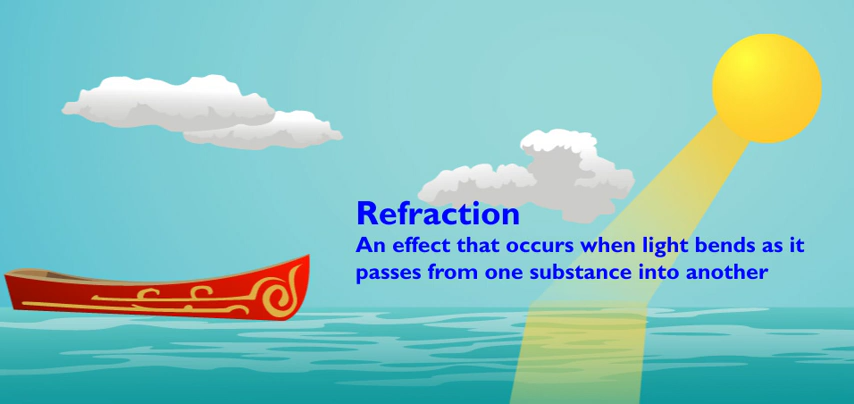 Refraction
An effect that occurs when light bends as it
passes from one substance into another